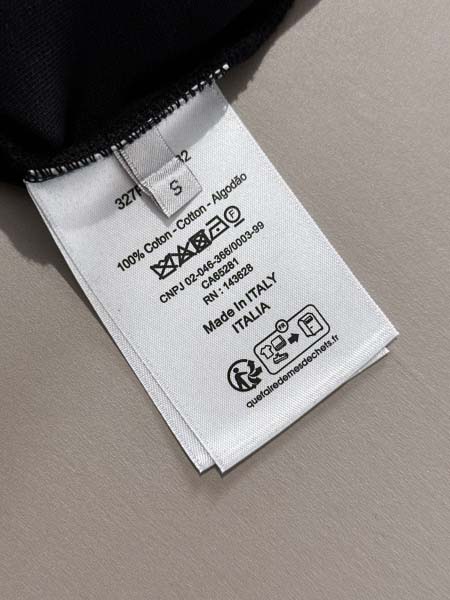 S
100% Coton - Cotton - Algodão
CNPJ 02-046-366/0003-99
CA65281
RN : 143628
Made In ITALY
ITALIA
FR
quefairedemesdechets.fr